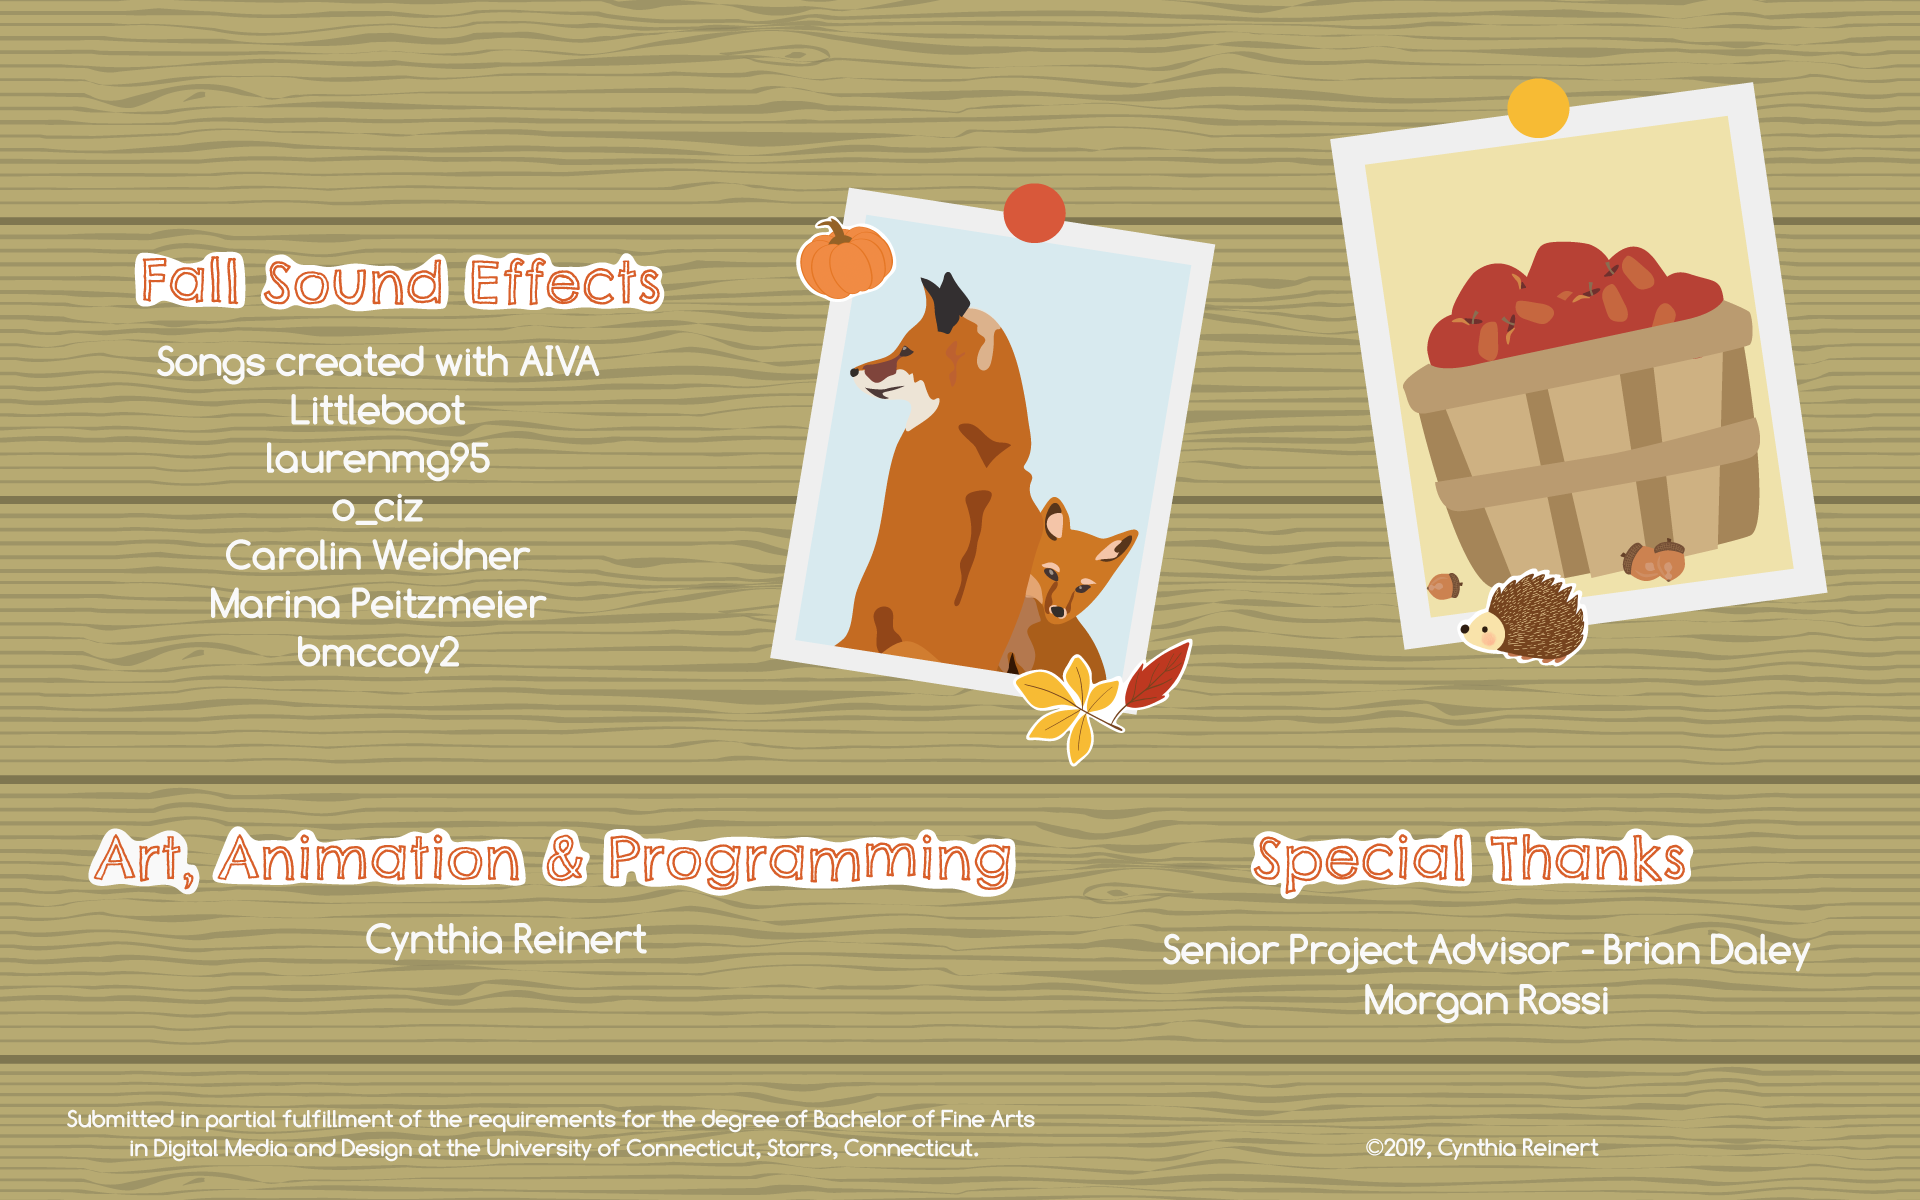 Fall Sound Effects
Songs created with AIVA
Littleboot
laurenmg95
o_ciz
Carolin Weidner
Marina Peitzmeier
bmccoy2
Art, Animation & Programming
Cynthia Reinert
Special Thanks
Senior Project Advisor - Brian Daley
Morgan Rossi
Submitted in partial fulfillment of the requirements for the degree of Bachelor of Fine Arts
in Digital Media and Design at the University of Connecticut, Storrs, Connecticut.
©2019, Cynthia Reinert